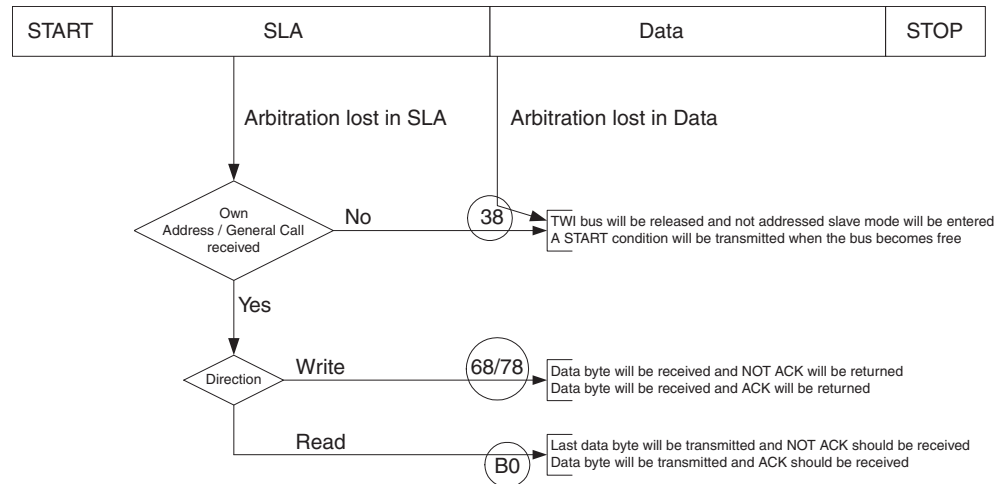 START
SLA
Data
STOP
Arbitration lost in SLA
Arbitration lost in Data
Own
Address / General Call
received
No
38
TWI bus will be released and not addressed slave mode will be entered
A START condition will be transmitted when the bus becomes free
Yes
Direction
Write
68/78
Data byte will be received and NOT ACK will be returned
Data byte will be received and ACK will be returned
Read
B0
Last data byte will be transmitted and NOT ACK should be received
Data byte will be transmitted and ACK should be received